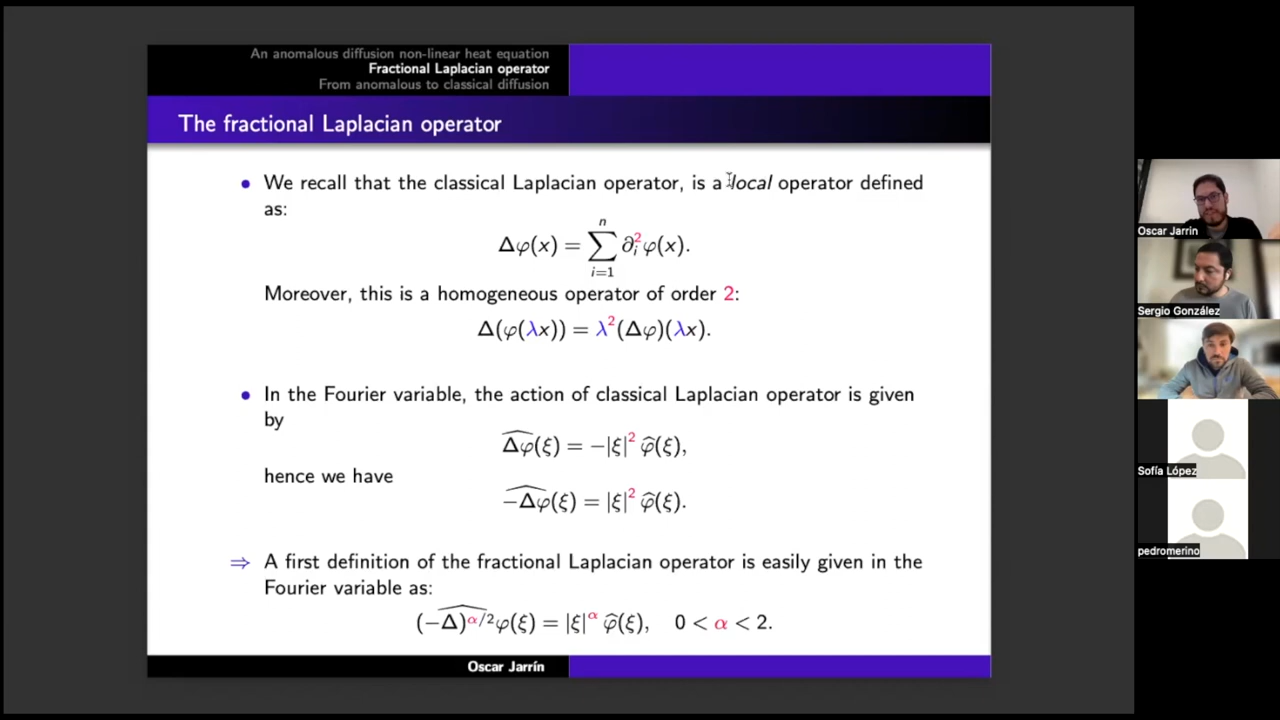 An anomalous diffusion non-linear heat equation
Fractional Laplacian operator
From anomalous to classical diffusion
The fractional Laplacian operator
• We recall that the classical Laplacian operator, is a local operator defined
as:
Δφ(x) = ∑_{i=1}^{n} ∂_i^2 φ(x).
Moreover, this is a homogeneous operator of order 2:
Δ(φ(λx)) = λ^2(Δφ)(λx).
• In the Fourier variable, the action of classical Laplacian operator is given
by
\widehat{Δφ}(ξ) = −|ξ|^2 \widehat{φ}(ξ),
hence we have
\widehat{−Δφ}(ξ) = |ξ|^2 \widehat{φ}(ξ).
⇒ A first definition of the fractional Laplacian operator is easily given in the
Fourier variable as:
\widehat{(−Δ)^{α/2}φ}(ξ) = |ξ|^α \widehat{φ}(ξ), 0 < α < 2.
Oscar Jarrín
Oscar Jarrin
Sergio González
Sofía López
pedromerino